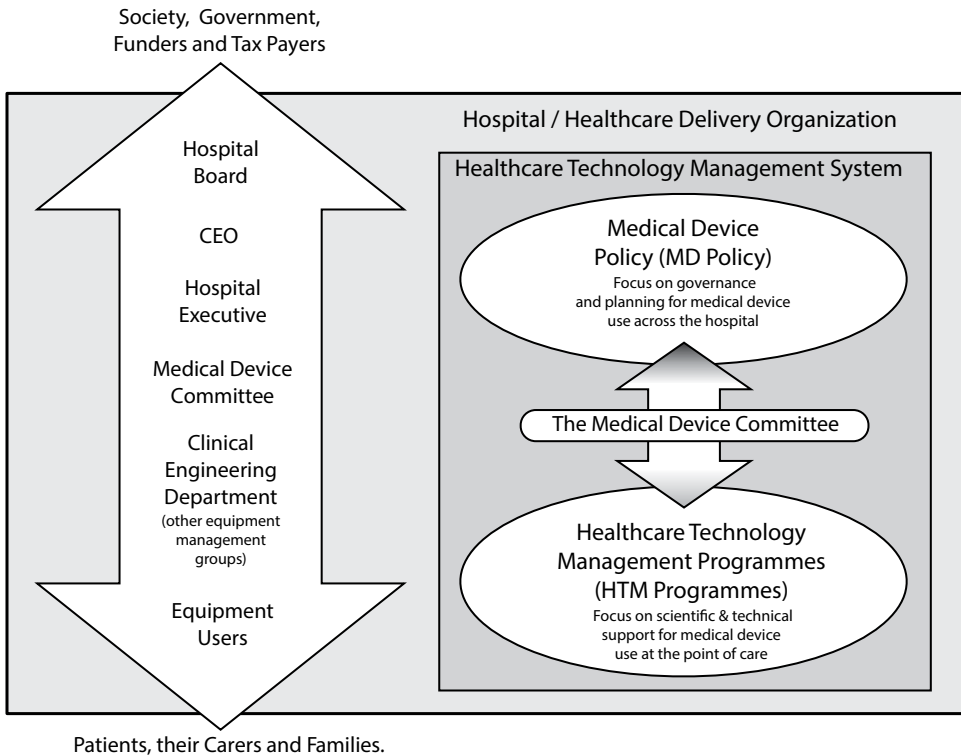 Society, Government,
Funders and Tax Payers
Hospital
Board
CEO
Hospital
Executive
Medical Device
Committee
Clinical
Engineering
Department
(other equipment
management
groups)
Equipment
Users
Patients, their Carers and Families.
Hospital / Healthcare Delivery Organization
Healthcare Technology Management System
Medical Device
Policy (MD Policy)
Focus on governance
and planning for medical device
use across the hospital
The Medical Device Committee
Healthcare Technology
Management Programmes
(HTM Programmes)
Focus on scientific & technical
support for medical device
use at the point of care